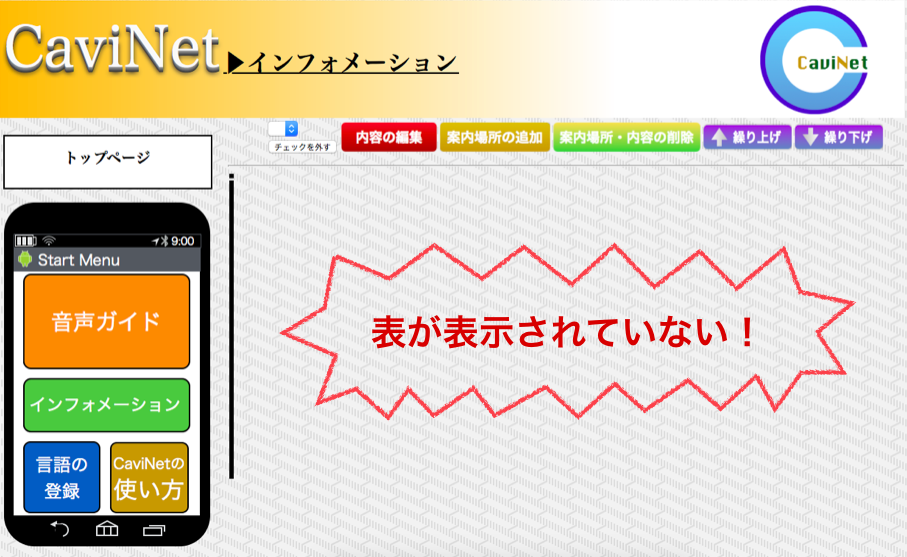 CaviNet ▶インフォメーション
CaviNet
チェックを外す
内容の編集
案内場所の追加
案内場所・内容の削除
繰り上げ
繰り下げ
トップページ
9:00
Start Menu
音声ガイド
インフォメーション
言語の
登録
CaviNetの
使い方
表が表示されていない！